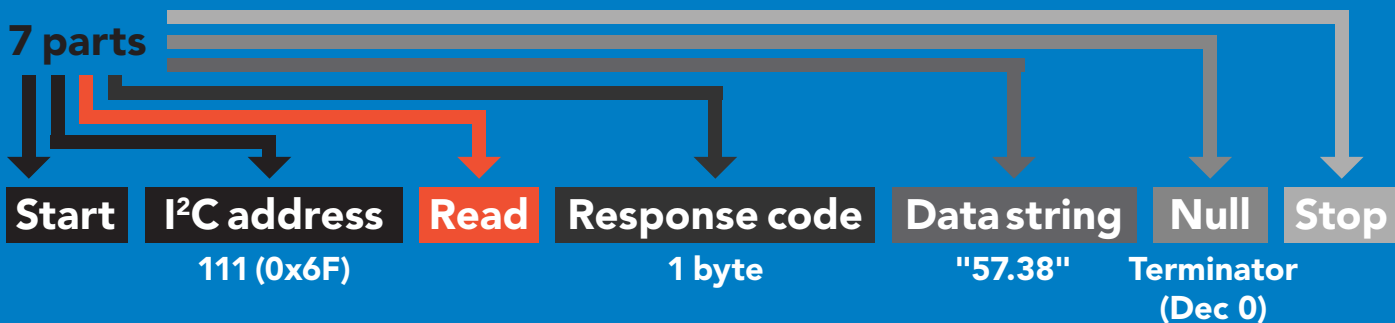 7 parts
Start I²C address Read Response code Data string Null Stop
111 (0x6F) 1 byte "57.38" Terminator
(Dec 0)